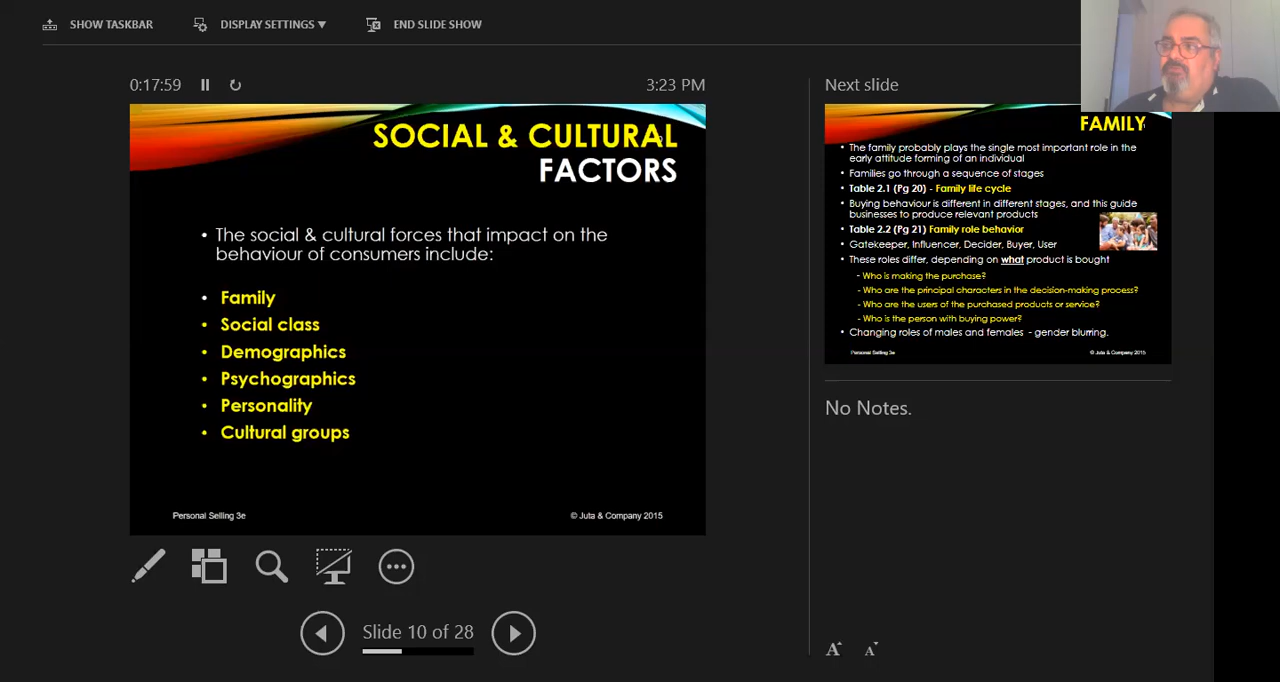 SHOW TASKBAR
DISPLAY SETTINGS ▼
END SLIDE SHOW
0:17:59
3:23 PM
SOCIAL & CULTURAL
FACTORS
• The social & cultural forces that impact on the
behaviour of consumers include:
• Family
• Social class
• Demographics
• Psychographics
• Personality
• Cultural groups
Personal Selling 3e
© Juta & Company 2015
Slide 10 of 28
Next slide
FAMILY
• The family probably plays the single most important role in the
early attitude forming of an individual
• Families go through a sequence of stages
• Table 2.1 (Pg 20) - Family life cycle
• Buying behaviour is different in different stages, and this guide
businesses to produce relevant products
• Table 2.2 (Pg 21) Family role behavior
• Gatekeeper, Influencer, Decider, Buyer, User
• These roles differ, depending on what product is bought
- Who is making the purchase?
- Who are the principal characters in the decision-making process?
- Who are the users of the purchased products or service?
- Who is the person with buying power?
• Changing roles of males and females - gender blurring.
Personal Selling 3e
© Juta & Company 2015
No Notes.
A A